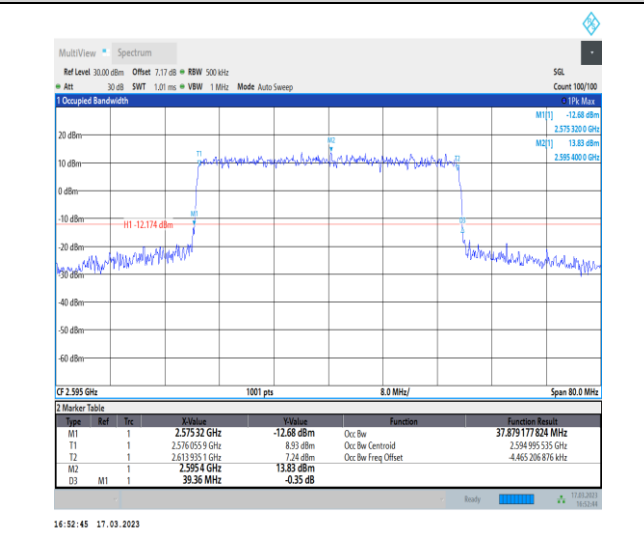 MultiView Spectrum
Ref Level 30.00 dBm Offset 7.17 dB RBW 500 kHz SGL
Att 30 dB SWT 1.01 ms VBW 1 MHz Mode Auto Sweep Count 100/100
1 Occupied Bandwidth 1Pk Max
M1[1] -12.68 dBm
2.575 320 0 GHz
M2[1] 13.83 dBm
2.595 400 0 GHz
20 dBm
M2
T1
T2
10 dBm
0 dBm
-10 dBm
M1
D3
H1 -12.174 dBm
-20 dBm
-30 dBm
-40 dBm
-50 dBm
-60 dBm
CF 2.595 GHz 1001 pts 8.0 MHz/ Span 80.0 MHz
2 Marker Table
Type Ref Trc X-Value Y-Value Function Function Result
M1 1 2.57532 GHz -12.68 dBm Occ Bw 37.879 177 824 MHz
T1 1 2.576 055 9 GHz 8.93 dBm Occ Bw Centroid 2.594 995 535 GHz
T2 1 2.613 935 1 GHz 7.24 dBm Occ Bw Freq Offset -4.465 206 876 kHz
M2 1 2.5954 GHz 13.83 dBm
D3 M1 1 39.36 MHz -0.35 dB
Ready 17.03.2023
16:52:44
16:52:45 17.03.2023